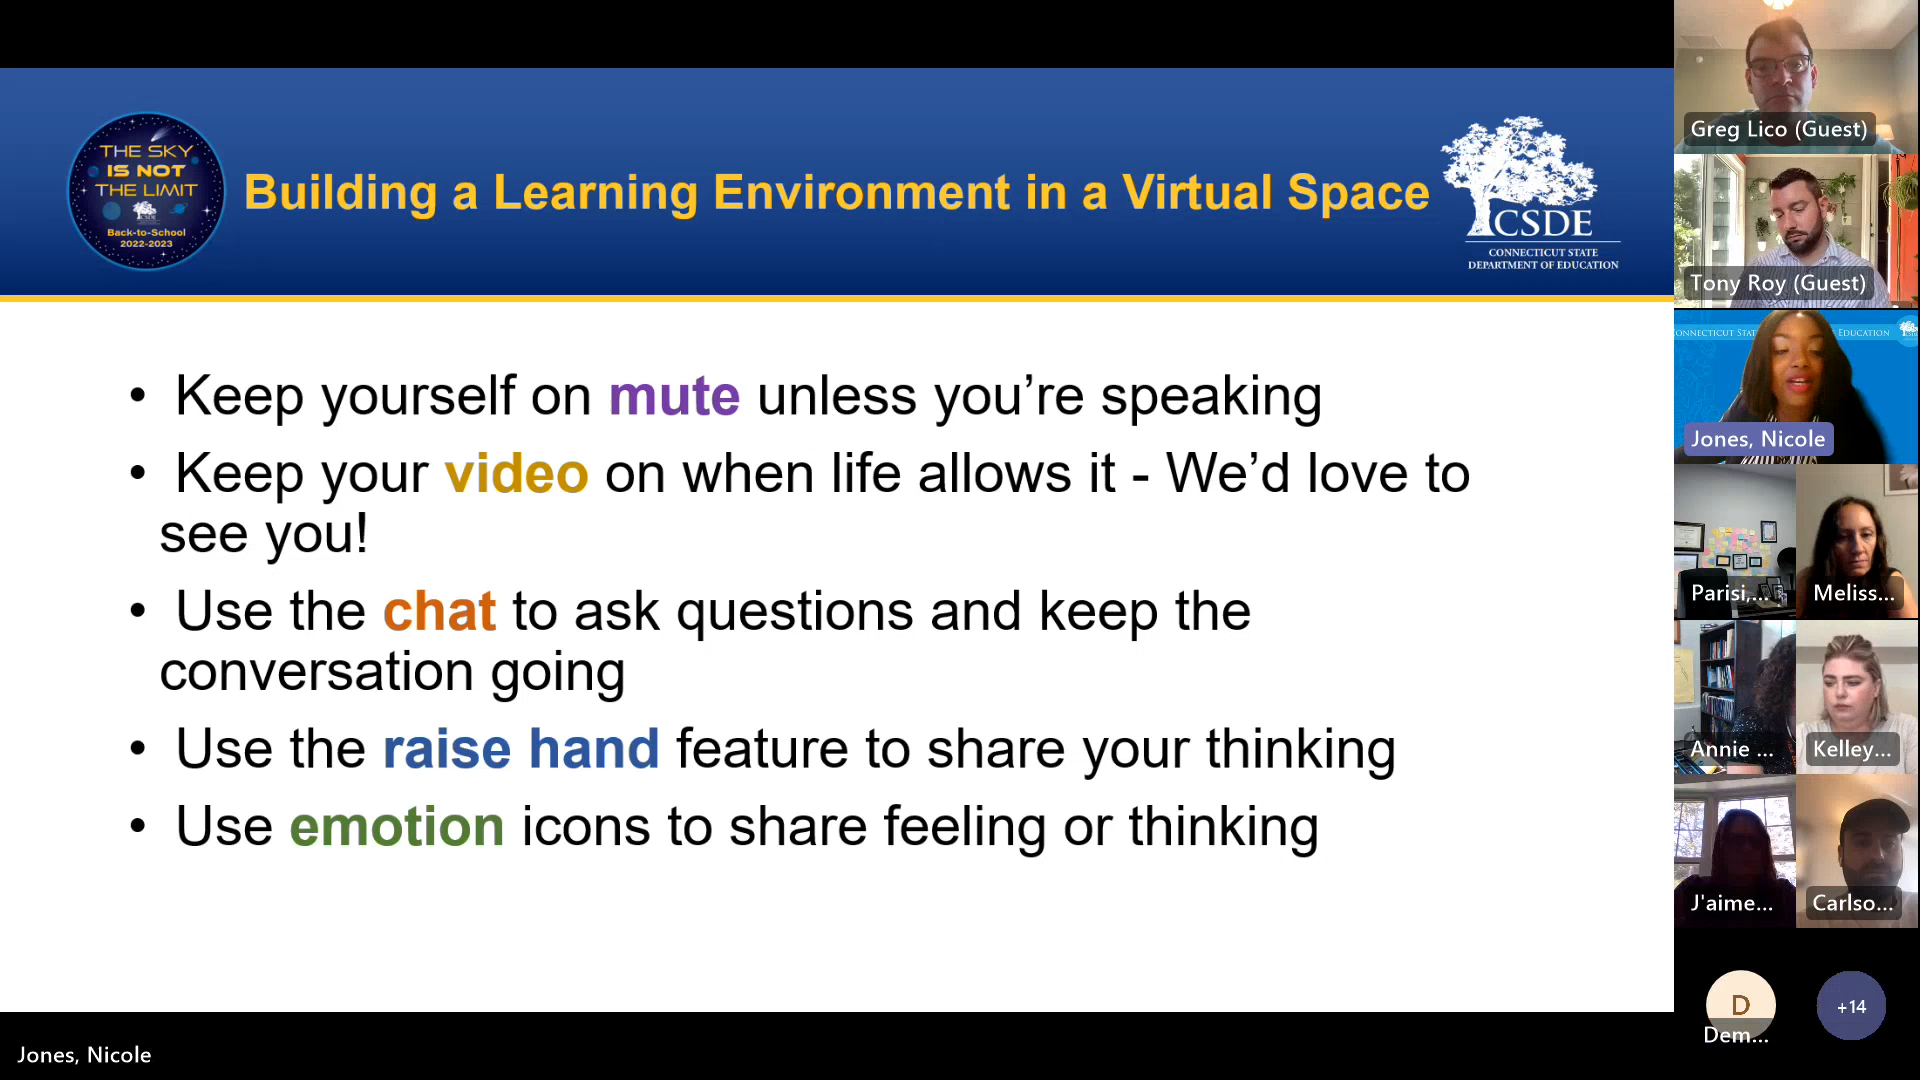 THE SKY
IS NOT
THE LIMIT
CSDE
Back-to-School
2022-2023
Building a Learning Environment in a Virtual Space
CSDE
CONNECTICUT STATE
DEPARTMENT OF EDUCATION
• Keep yourself on mute unless you’re speaking
• Keep your video on when life allows it - We’d love to
see you!
• Use the chat to ask questions and keep the
conversation going
• Use the raise hand feature to share your thinking
• Use emotion icons to share feeling or thinking
Greg Lico (Guest)
Tony Roy (Guest)
CONNECTICUT STAT EDUCATION
Jones, Nicole
Parisi,...
Meliss...
Annie ...
Kelley...
J'aime...
Carlso...
D
Dem...
+14
Jones, Nicole